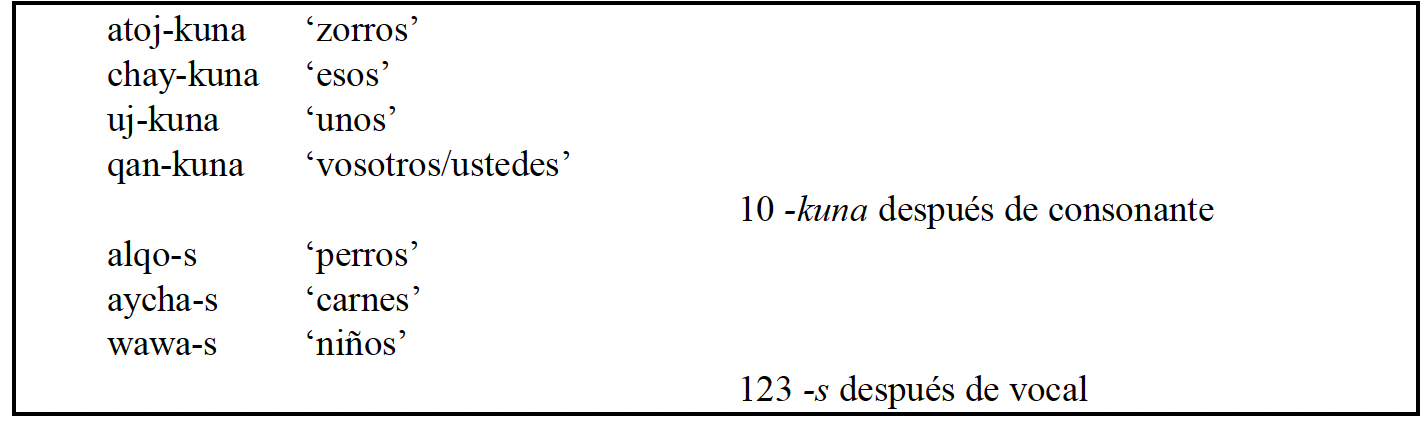 atoj-kuna ‘zorros’
chay-kuna ‘esos’
uj-kuna ‘unos’
qan-kuna ‘vosotros/ustedes’
10 -kuna después de consonante
alqo-s ‘perros’
aycha-s ‘carnes’
wawa-s ‘niños’
123 -s después de vocal